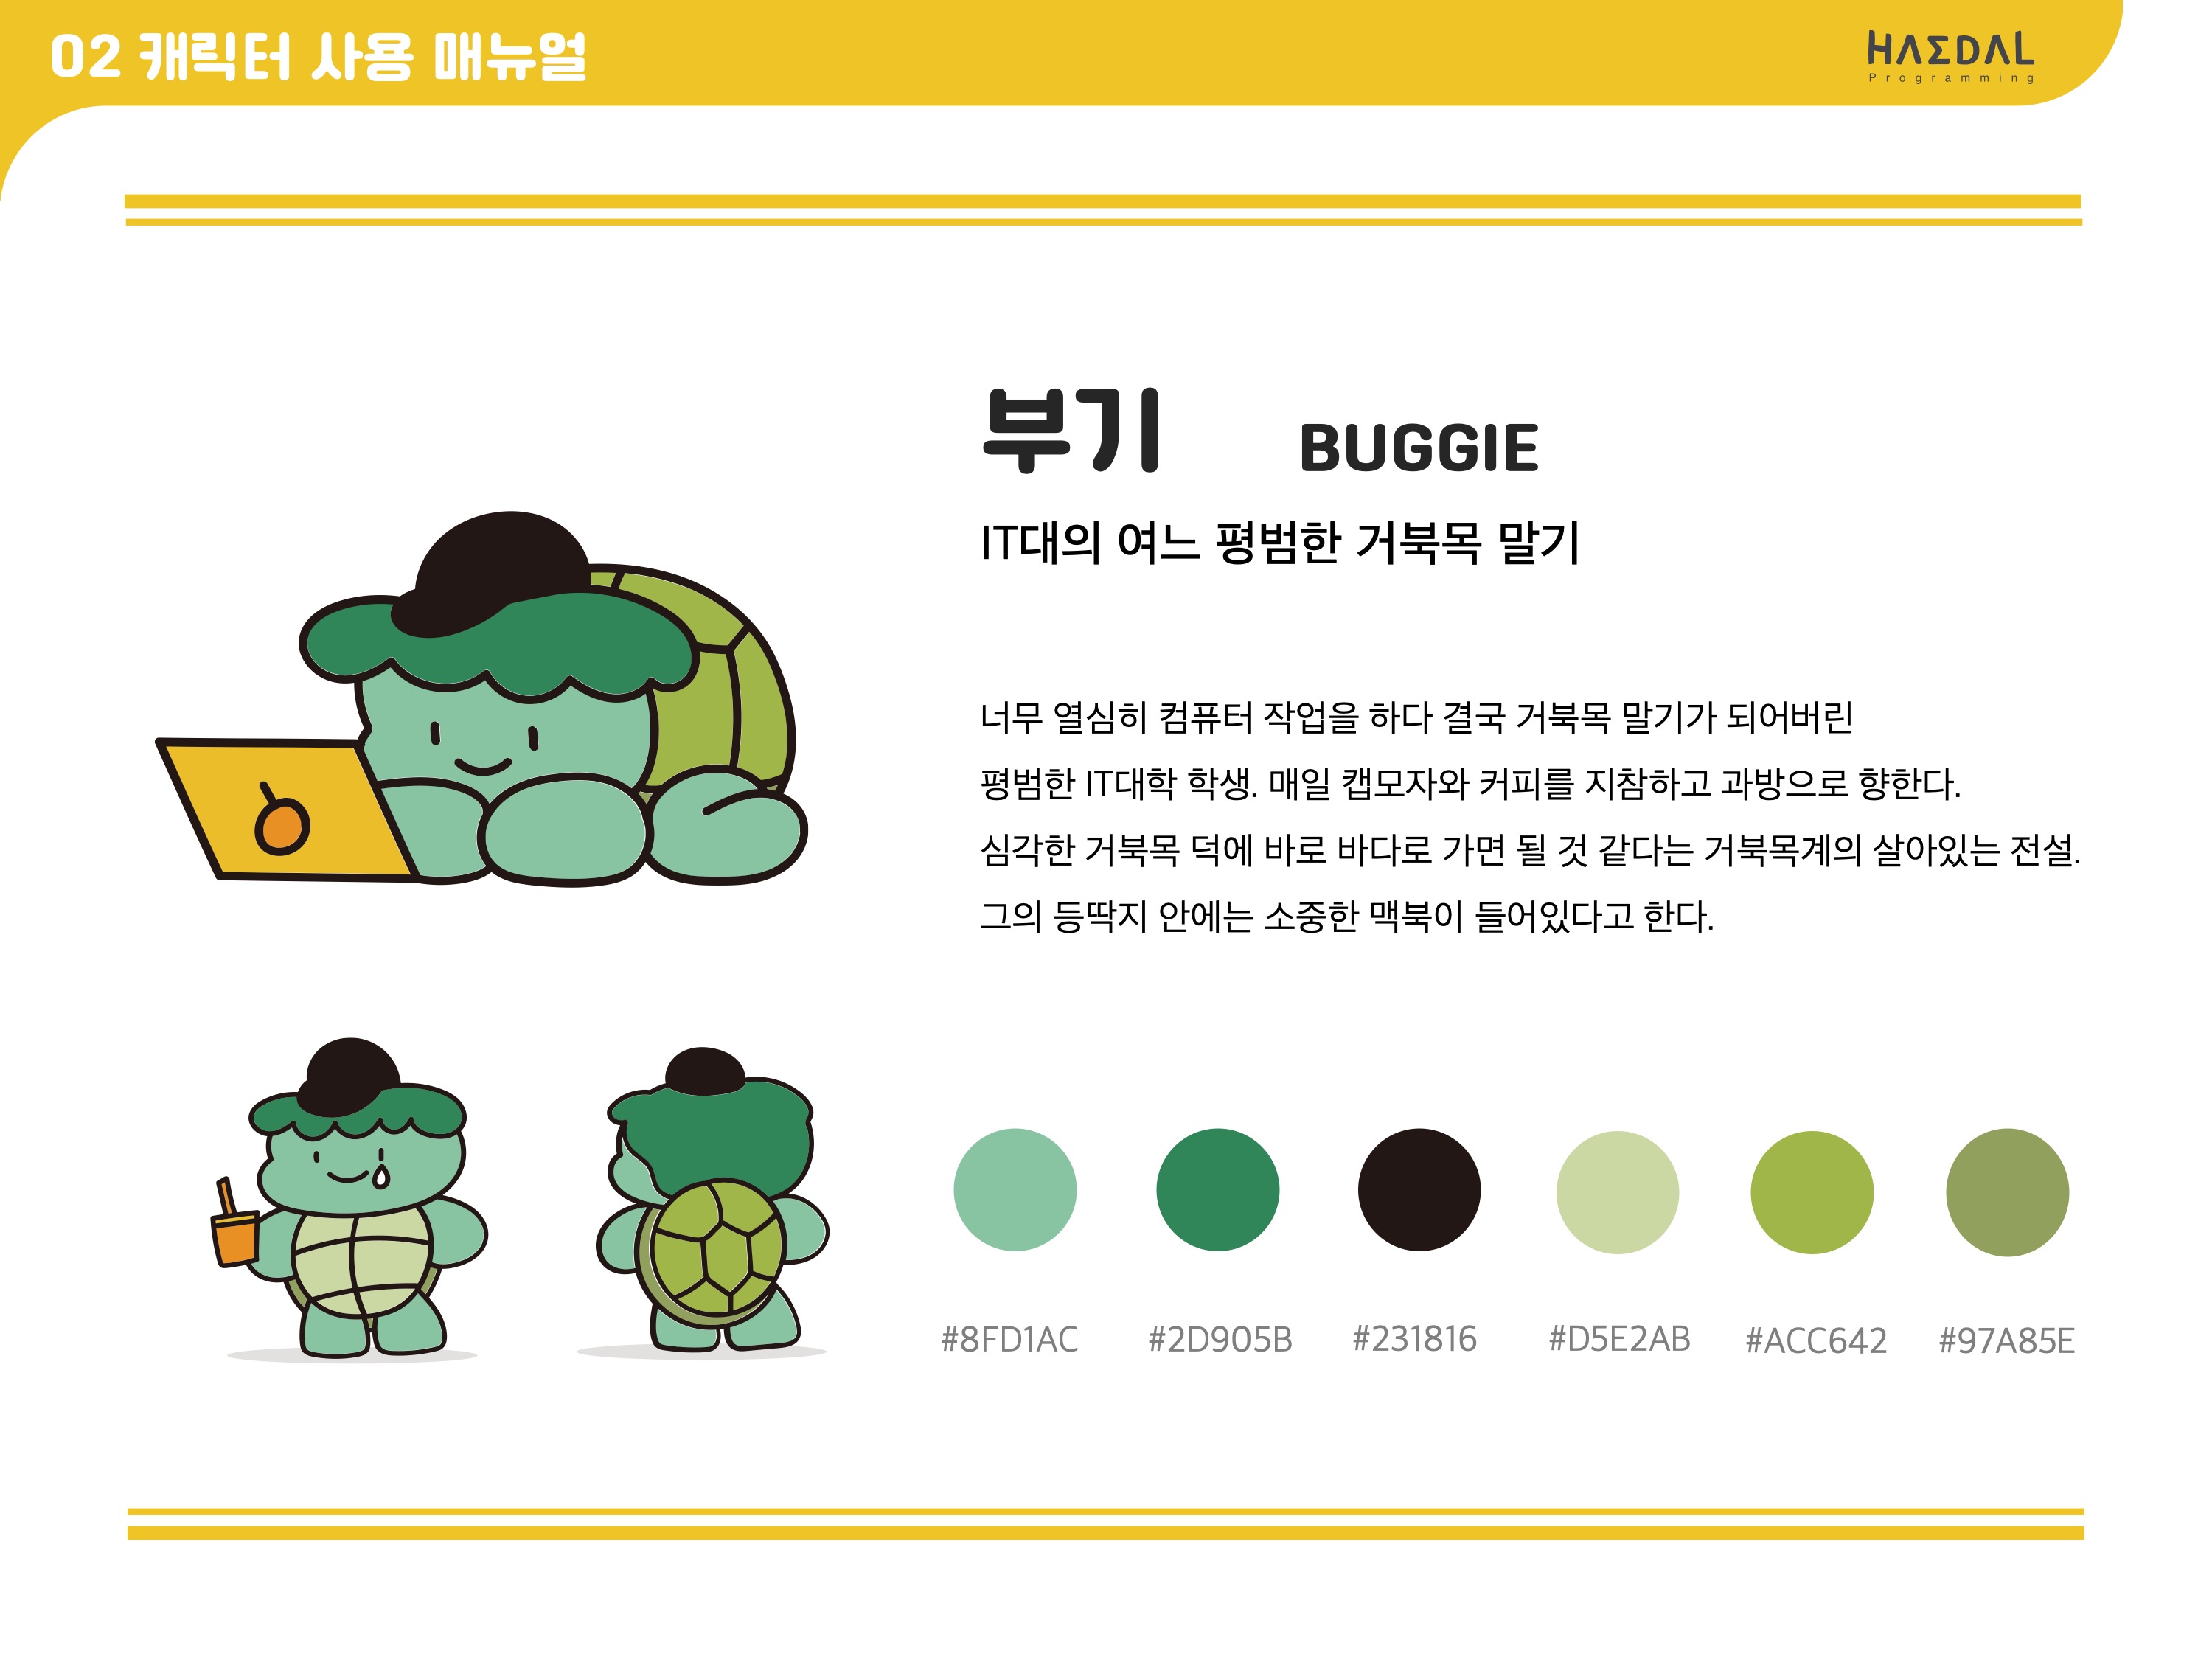 02 캐릭터 사용 매뉴얼
HAΣDAL
Programming
부기 BUGGIE
IT대의 여느 평범한 거북목 말기
너무 열심히 컴퓨터 작업을 하다 결국 거북목 말기가 되어버린
평범한 IT대학 학생. 매일 캡모자와 커피를 지참하고 과방으로 향한다.
심각한 거북목 덕에 바로 바다로 가면 될 것 같다는 거북목계의 살아있는 전설.
그의 등딱지 안에는 소중한 맥북이 들어있다고 한다.
#8FD1AC #2D905B #231816 #D5E2AB #ACC642 #97A85E